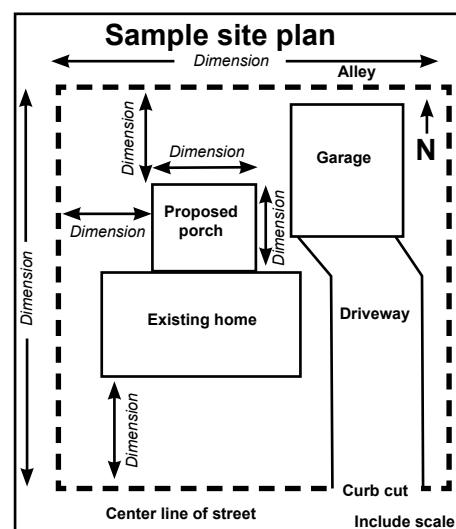 Sample site plan
Dimension
Alley
Dimension
Dimension
N
Garage
Dimension
Proposed
porch
Dimension
Dimension
Existing home
Driveway
Dimension
Curb cut
Center line of street
Include scale